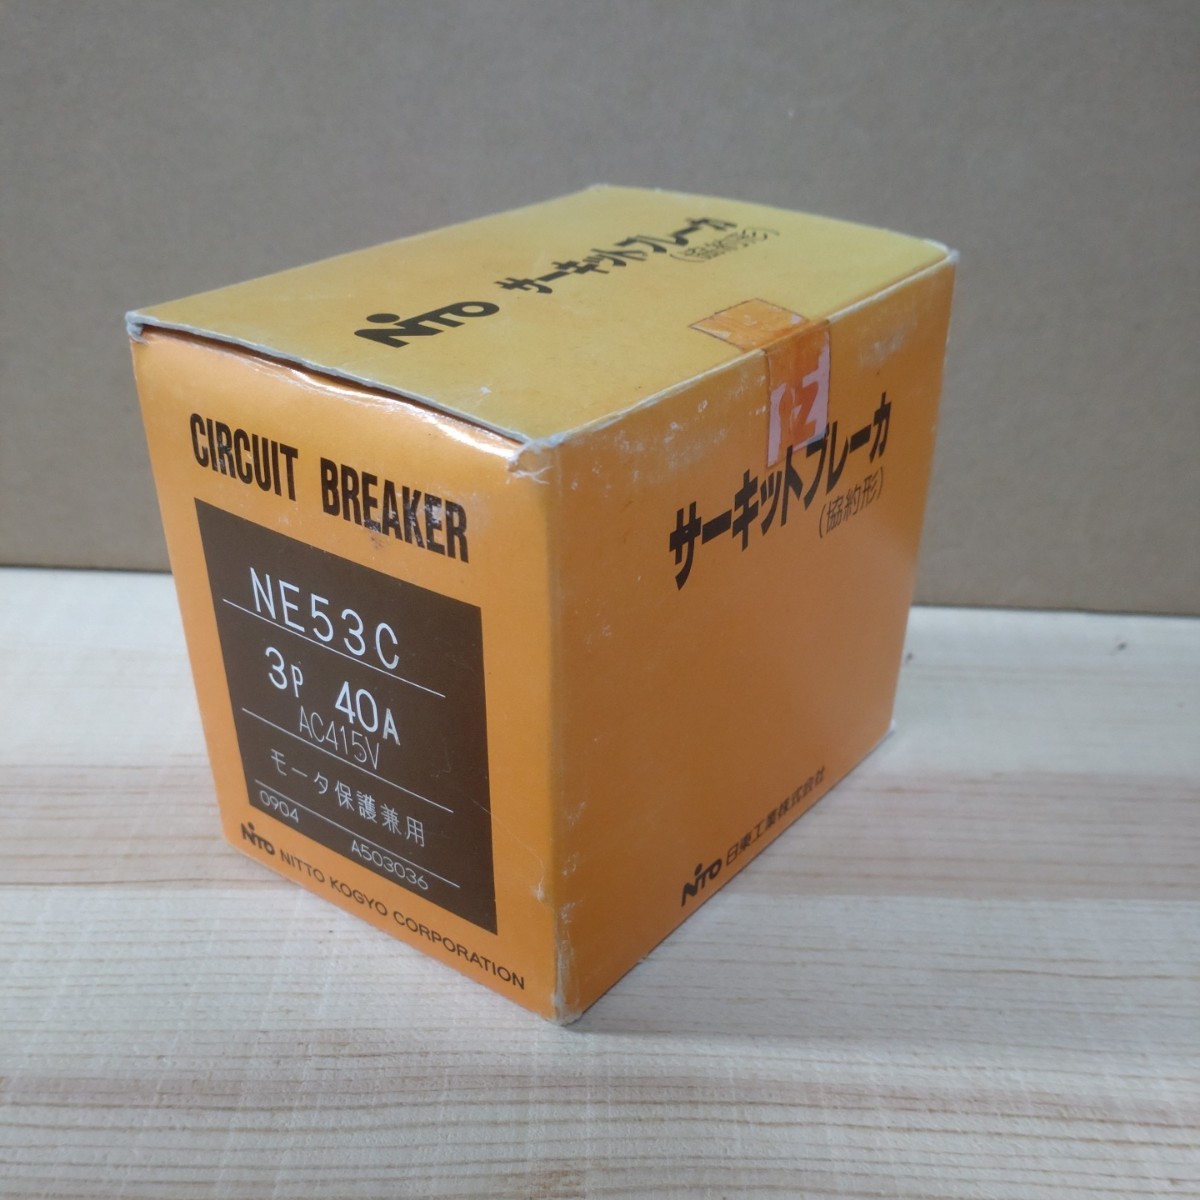 NiTO サーキットブレーカ
(協約形)
CIRCUIT BREAKER
NE53C
3P 40A
AC415V
モータ保護兼用
0904 A503036
NiTO NITTO KOGYO CORPORATION
サーキットブレーカ
(協約形)
NiTO 日東工業株式会社